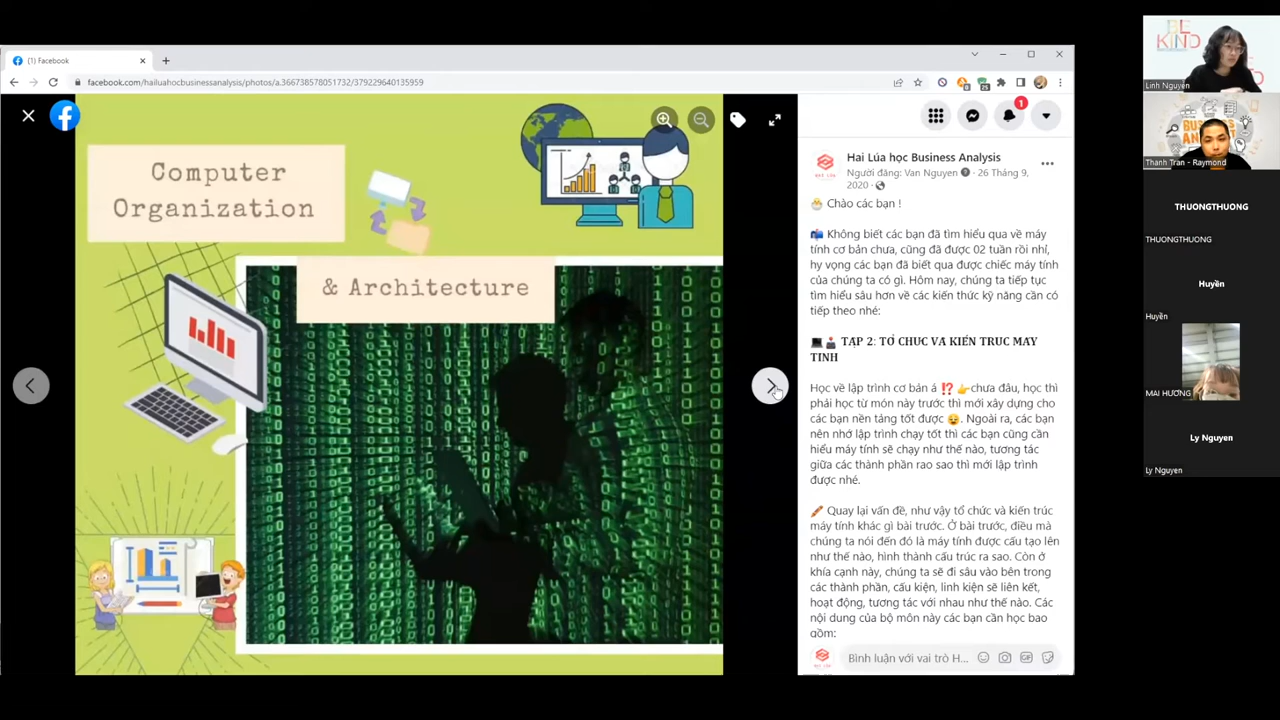 (1) Facebook
facebook.com/hailuahocbusinessanalysis/photos/a.366738578051732/379229640135959
Computer
Organization
& Architecture
1
Hai Lúa học Business Analysis
Người đăng: Van Nguyen
26 Tháng 9,
2020
Chào các bạn !
Không biết các bạn đã tìm hiểu qua về máy
tính cơ bản chưa, cũng đã được 02 tuần rồi nhỉ,
hy vọng các bạn đã biết qua được chiếc máy tính
của chúng ta có gì. Hôm nay, chúng ta tiếp tục
tìm hiểu sâu hơn về các kiến thức kỹ năng cần có
tiếp theo nhé:
TẬP 2: TỔ CHỨC VÀ KIẾN TRÚC MÁY
TÍNH
Học về lập trình cơ bản á ⁉️ 👉chưa đâu, học thì
phải học từ môn này trước thì mới xây dựng cho
các bạn nền tảng tốt được 😝. Ngoài ra, các bạn
nên nhớ lập trình chạy tốt thì các bạn cũng cần
hiểu máy tính sẽ chạy như thế nào, tương tác
giữa các thành phần rao sao thì mới lập trình
được nhé.
Quay lại vấn đề, như vậy tổ chức và kiến trúc
máy tính khác gì bài trước. Ở bài trước, điều mà
chúng ta nói đến đó là máy tính được cấu tạo lên
như thế nào, hình thành cấu trúc ra sao. Còn ở
khía cạnh này, chúng ta sẽ đi sâu vào bên trong
các thành phần, cấu kiện, linh kiện sẽ liên kết,
hoạt động, tương tác với nhau như thế nào. Các
nội dung của bộ môn này các bạn cần học bao
gồm:
Bình luận với vai trò H...
HAI LÚA
BE
KIND
Linh Nguyen
Thanh Tran - Raymond
THUONGTHUONG
THUONGTHUONG
Huyền
Huyền
MAI HƯƠNG
Ly Nguyen
Ly Nguyen